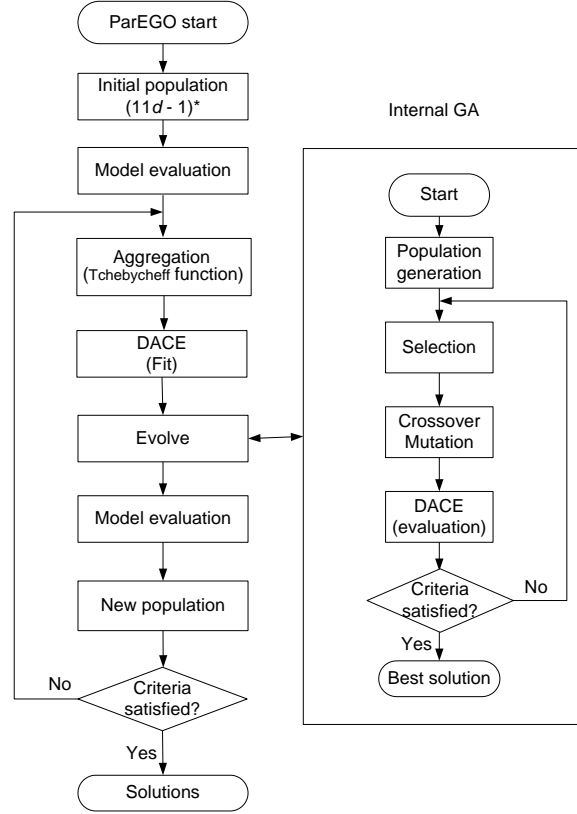 ParEGO start
Initial population
(11d - 1)*
Model evaluation
Aggregation
(Tchebycheff function)
DACE
(Fit)
Evolve
Model evaluation
New population
No
Criteria
satisfied?
Yes
Solutions
Internal GA
Start
Population
generation
Selection
Crossover
Mutation
DACE
(evaluation)
Criteria
satisfied?
No
Yes
Best solution